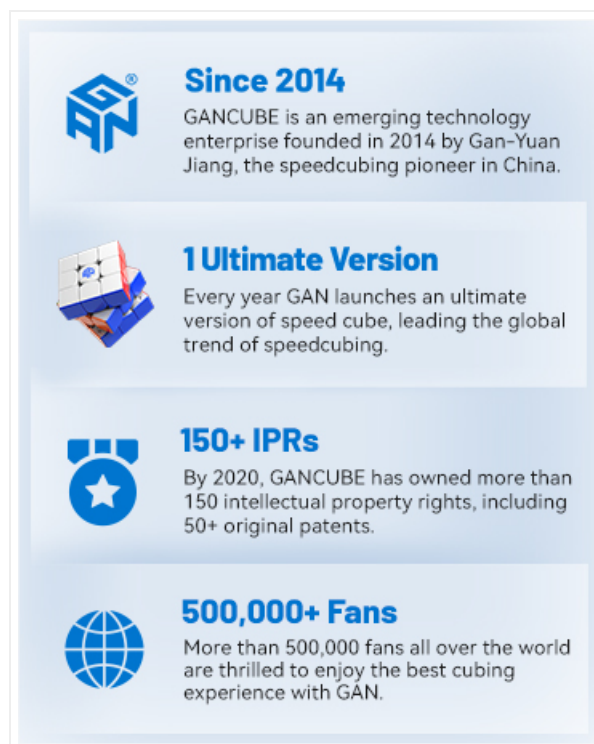 GAN®
Since 2014
GANCUBE is an emerging technology
enterprise founded in 2014 by Gan-Yuan
Jiang, the speedcubing pioneer in China.
1 Ultimate Version
Every year GAN launches an ultimate
version of speed cube, leading the global
trend of speedcubing.
150+ IPRs
By 2020, GANCUBE has owned more than
150 intellectual property rights, including
50+ original patents.
500,000+ Fans
More than 500,000 fans all over the world
are thrilled to enjoy the best cubing
experience with GAN.